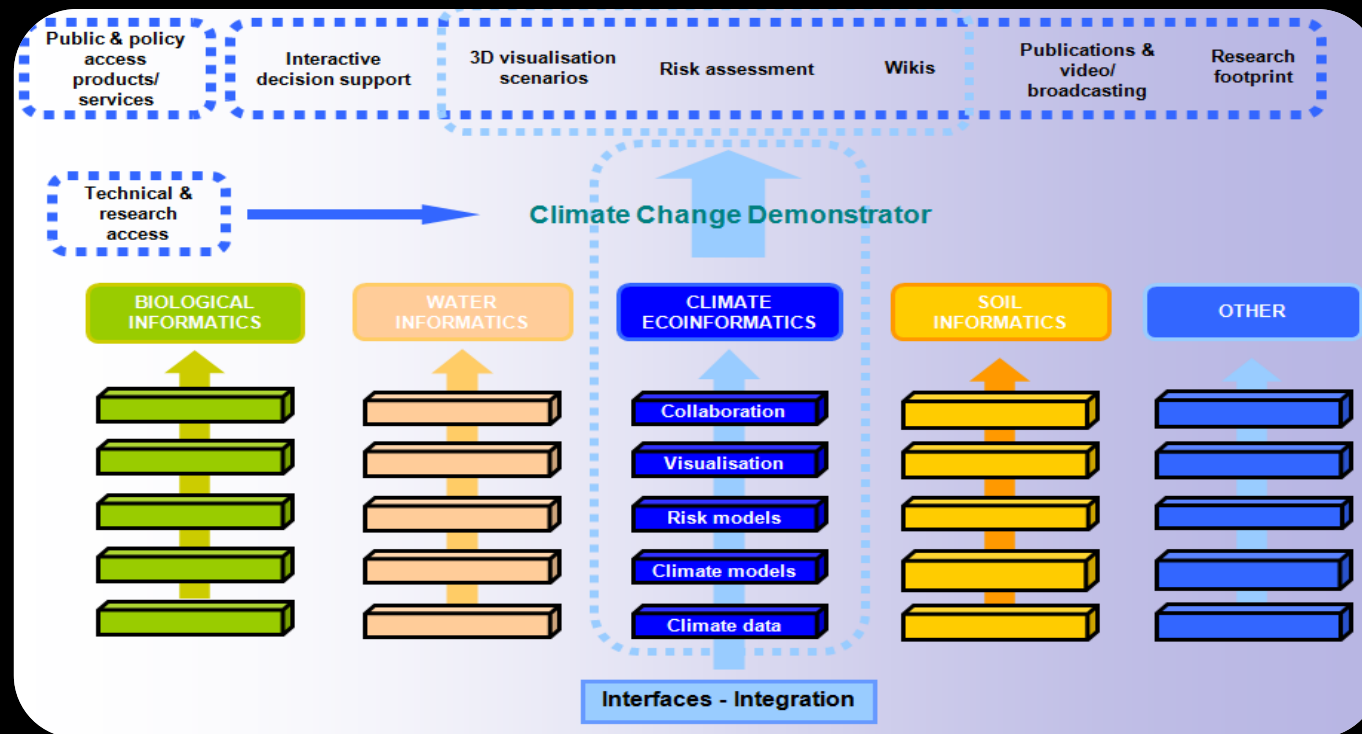 Public & policy
access
products/
services
Interactive
decision support
3D visualisation
scenarios
Risk assessment
Wikis
Publications &
video/
broadcasting
Research
footprint
Technical &
research
access
Climate Change Demonstrator
BIOLOGICAL
INFORMATICS
WATER
INFORMATICS
CLIMATE
ECOINFORMATICS
SOIL
INFORMATICS
OTHER
Collaboration
Visualisation
Risk models
Climate models
Climate data
Interfaces - Integration